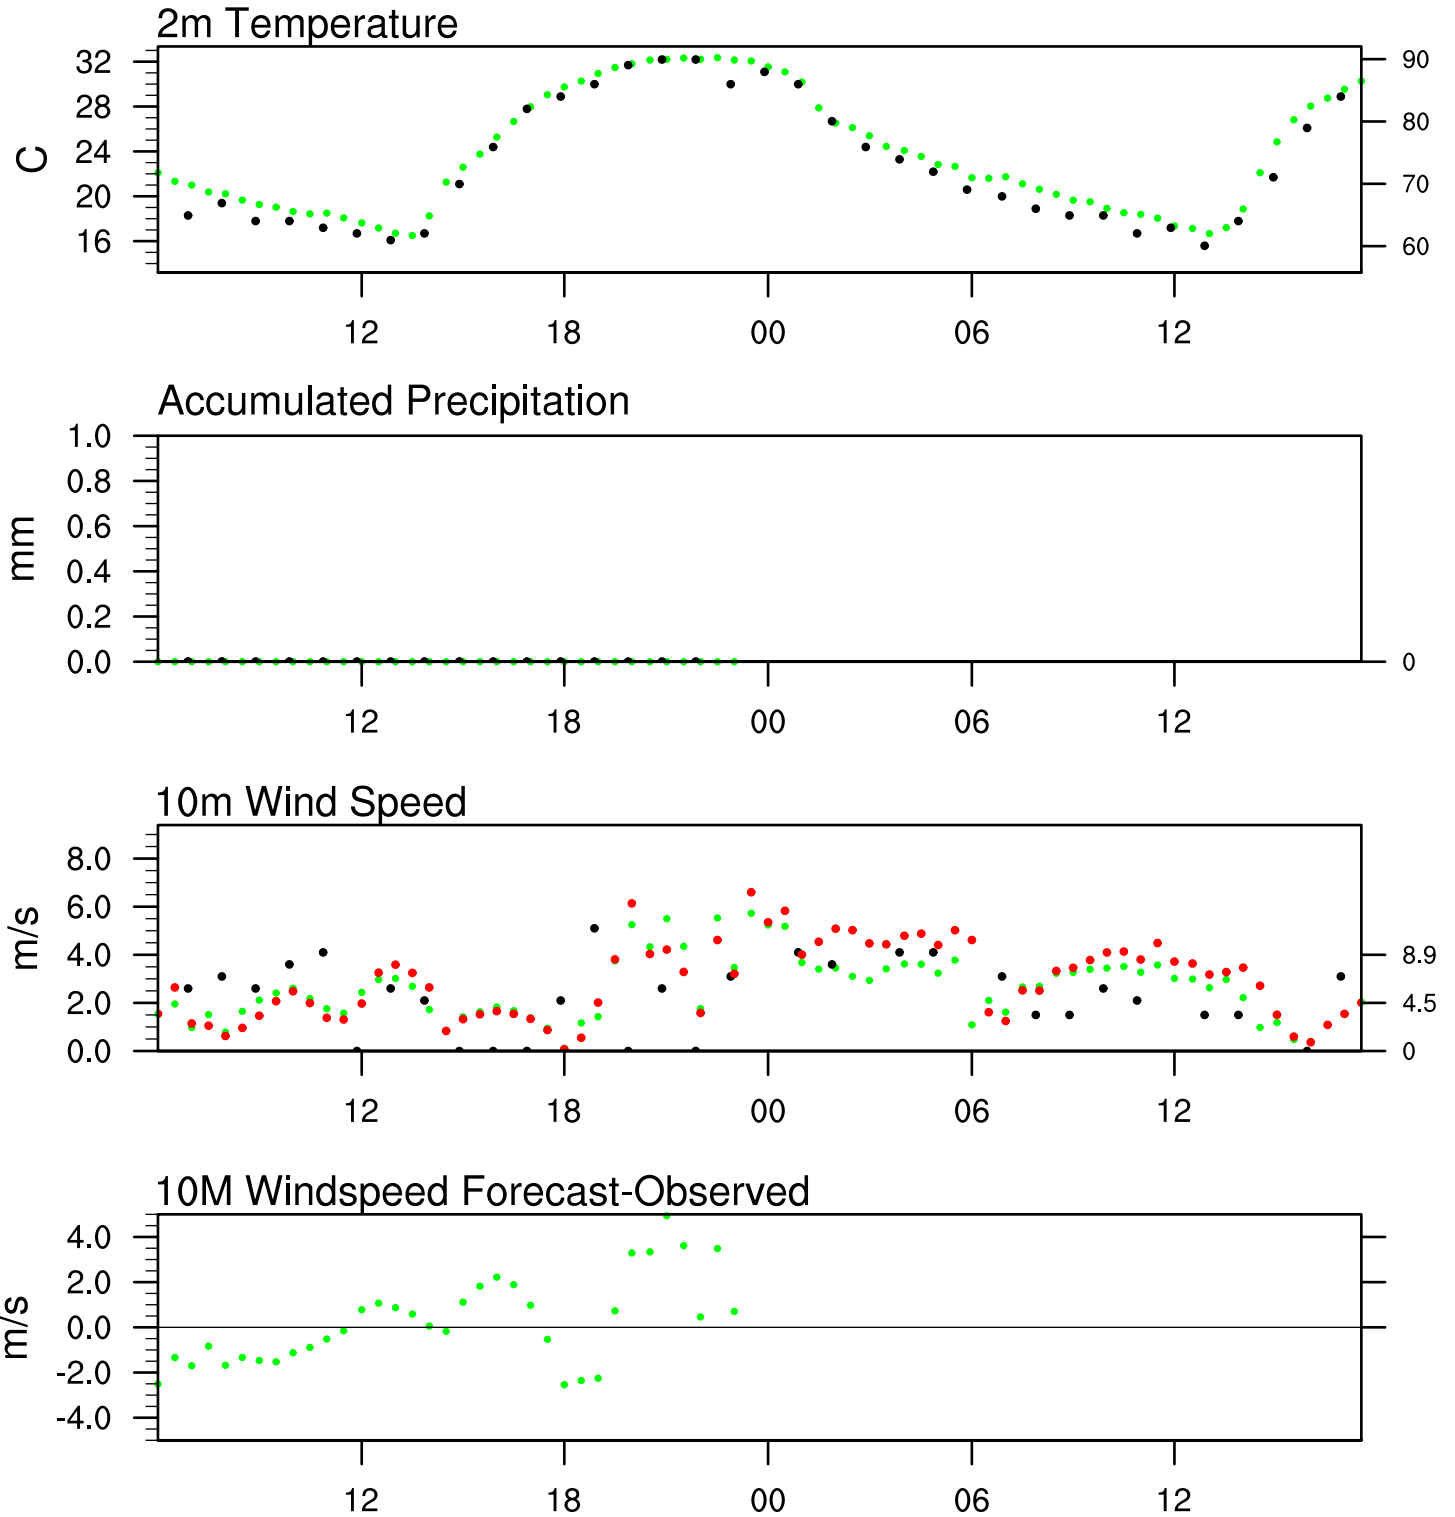 2m Temperature
32
28
24
20
16
C
90
80
70
60
12 18 00 06 12
Accumulated Precipitation
1.0
0.8
0.6
0.4
0.2
0.0
mm
0
12 18 00 06 12
10m Wind Speed
8.0
6.0
4.0
2.0
0.0
m/s
8.9
4.5
0
12 18 00 06 12
10M Windspeed Forecast-Observed
4.0
2.0
0.0
-2.0
-4.0
m/s
12 18 00 06 12